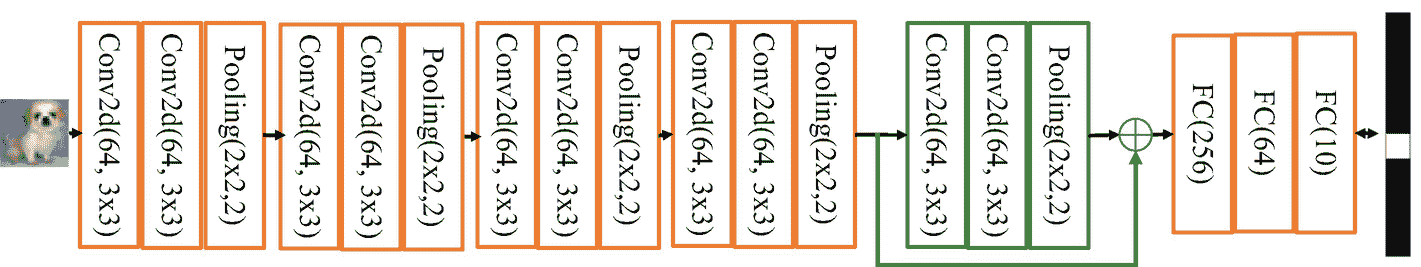 Conv2d(64, 3x3)
Conv2d(64, 3x3)
Pooling(2x2,2)
Conv2d(64, 3x3)
Conv2d(64, 3x3)
Pooling(2x2,2)
Conv2d(64, 3x3)
Conv2d(64, 3x3)
Pooling(2x2,2)
Conv2d(64, 3x3)
Conv2d(64, 3x3)
Pooling(2x2,2)
Conv2d(64, 3x3)
Conv2d(64, 3x3)
Pooling(2x2,2)
FC(256)
FC(64)
FC(10)